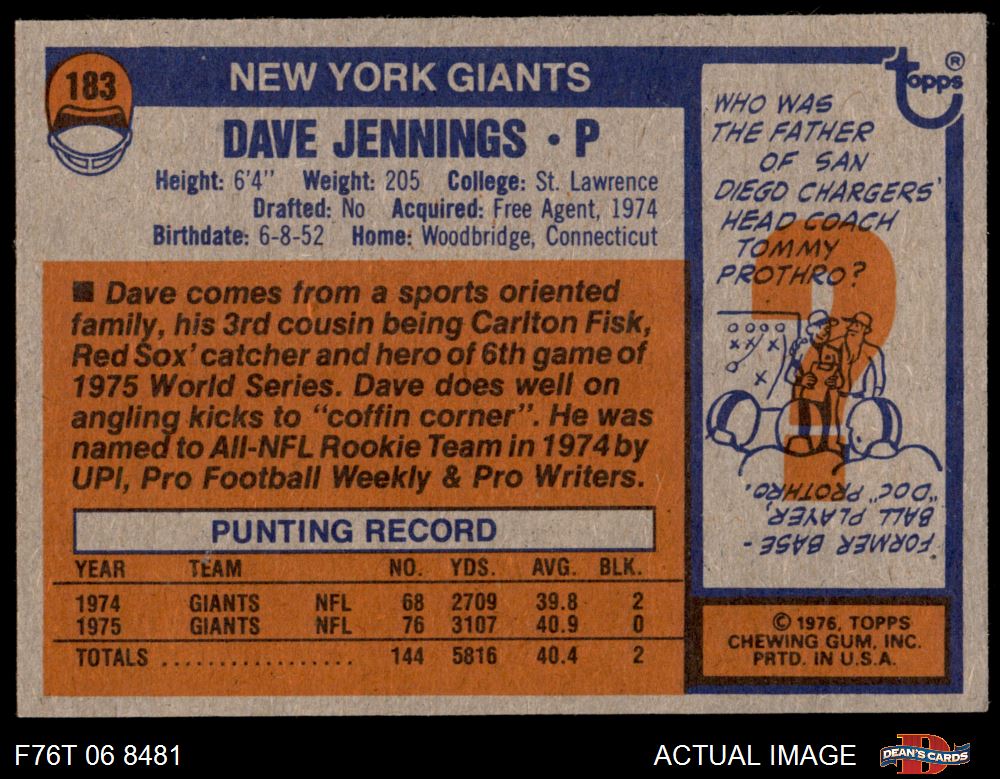 183
NEW YORK GIANTS
DAVE JENNINGS • P
Height: 6'4" Weight: 205 College: St. Lawrence
Drafted: No Acquired: Free Agent, 1974
Birthdate: 6-8-52 Home: Woodbridge, Connecticut
■ Dave comes from a sports oriented
family, his 3rd cousin being Carlton Fisk,
Red Sox' catcher and hero of 6th game of
1975 World Series. Dave does well on
angling kicks to "coffin corner". He was
named to All-NFL Rookie Team in 1974 by
UPI, Pro Football Weekly & Pro Writers.
PUNTING RECORD
YEAR TEAM NO. YDS. AVG. BLK.
1974 GIANTS NFL 68 2709 39.8 2
1975 GIANTS NFL 76 3107 40.9 0
TOTALS .................. 144 5816 40.4 2
topps®
WHO WAS
THE FATHER
OF SAN
DIEGO CHARGERS'
HEAD COACH
TOMMY
PROTHRO?
?
oooo
xx xxx
x
FORMER BASE-
BALL PLAYER,
"DOC" PROTHRO.
© 1976, TOPPS
CHEWING GUM, INC.
PRTD. IN U.S.A.
F76T 06 8481
ACTUAL IMAGE
D
DEAN'S CARDS